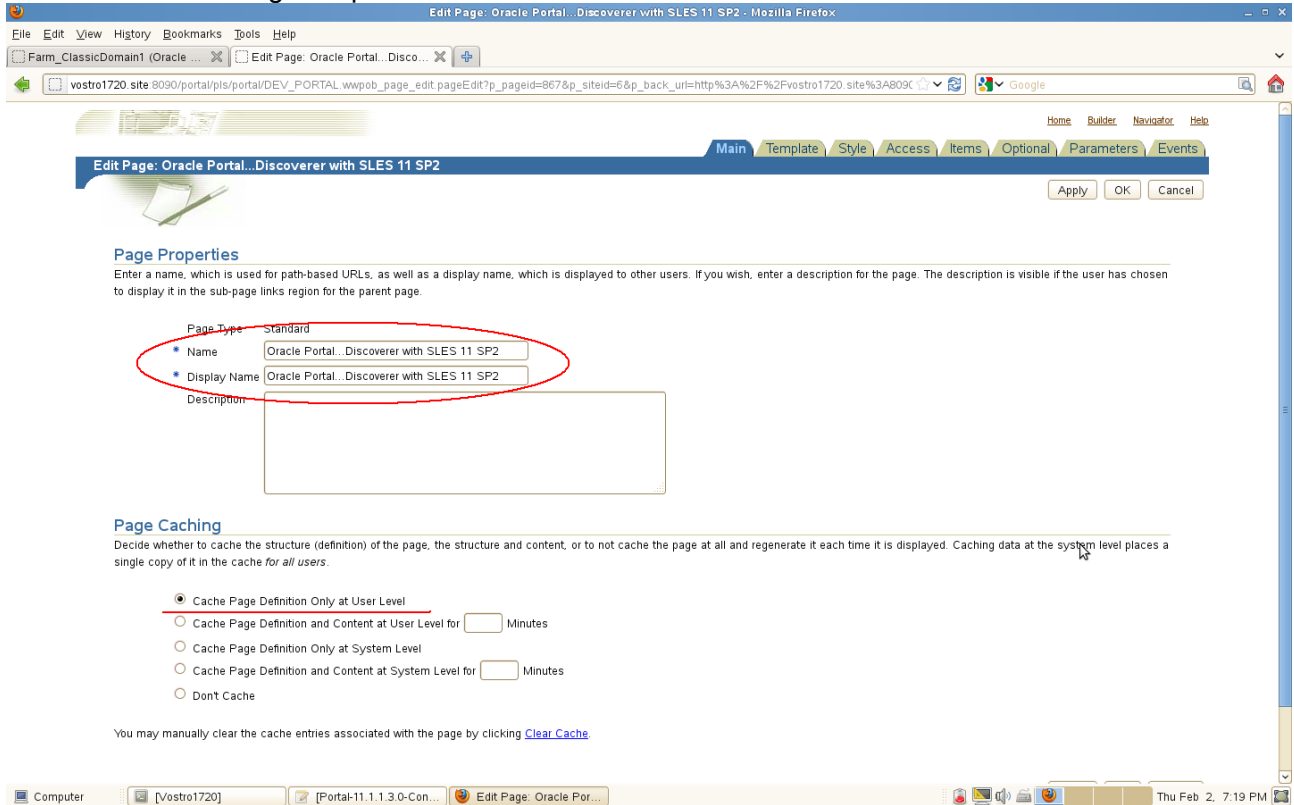 Edit Page: Oracle Portal...Discoverer with SLES 11 SP2 - Mozilla Firefox
File Edit View History Bookmarks Tools Help
Farm_ClassicDomain1 (Oracle ... Edit Page: Oracle Portal...Disco...
vostro1720.site:8090/portal/pls/portal/DEV_PORTAL.wwpob_page_edit.pageEdit?p_pageid=867&p_siteid=6&p_back_url=http%3A%2F%2Fvostro1720.site%3A809 Google
Home Builder Navigator Help
Main Template Style Access Items Optional Parameters Events
Edit Page: Oracle Portal...Discoverer with SLES 11 SP2
Apply OK Cancel
Page Properties
Enter a name, which is used for path-based URLs, as well as a display name, which is displayed to other users. If you wish, enter a description for the page. The description is visible if the user has chosen
to display it in the sub-page links region for the parent page.
Page Type Standard
* Name Oracle Portal...Discoverer with SLES 11 SP2
* Display Name Oracle Portal...Discoverer with SLES 11 SP2
Description
Page Caching
Decide whether to cache the structure (definition) of the page, the structure and content, or to not cache the page at all and regenerate it each time it is displayed. Caching data at the system level places a
single copy of it in the cache for all users.
Cache Page Definition Only at User Level
Cache Page Definition and Content at User Level for Minutes
Cache Page Definition Only at System Level
Cache Page Definition and Content at System Level for Minutes
Don't Cache
You may manually clear the cache entries associated with the page by clicking Clear Cache.
Computer [Vostro1720] [Portal-11.1.1.3.0-Con... Edit Page: Oracle Por... Thu Feb 2, 7:19 PM